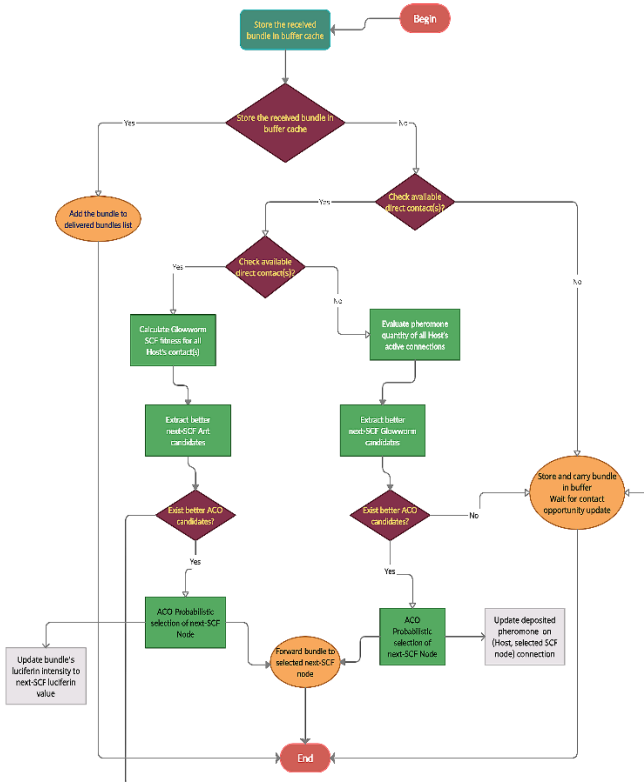 Begin
Store the received
bundle in buffer cache
Store the received bundle in
buffer cache
Yes
No
Check available
direct contact(s)?
Add the bundle to
delivered bundles list
Yes
Check available
direct contact(s)?
Yes
No
No
Calculate Glowworm
SCF fitness for all
Host's contact(s)
Evaluate pheromone
quantity of all Host's
active connections
Extract better
next-SCF Ant
candidates
Extract better
next-SCF Glowworm
candidates
Store and carry bundle
in buffer
Wait for contact
opportunity update
Exist better ACO
candidates?
Exist better ACO
candidates?
No
Yes
Yes
ACO Probabilistic
selection of next-SCF
Node
ACO
Probabilistic
selection of
next-SCF Node
Update deposited
pheromone on
(Host, selected SCF
node) connection
Update bundle's
luciferin intensity to
next-SCF luciferin
value
Forward bundle to
selected next-SCF
node
End